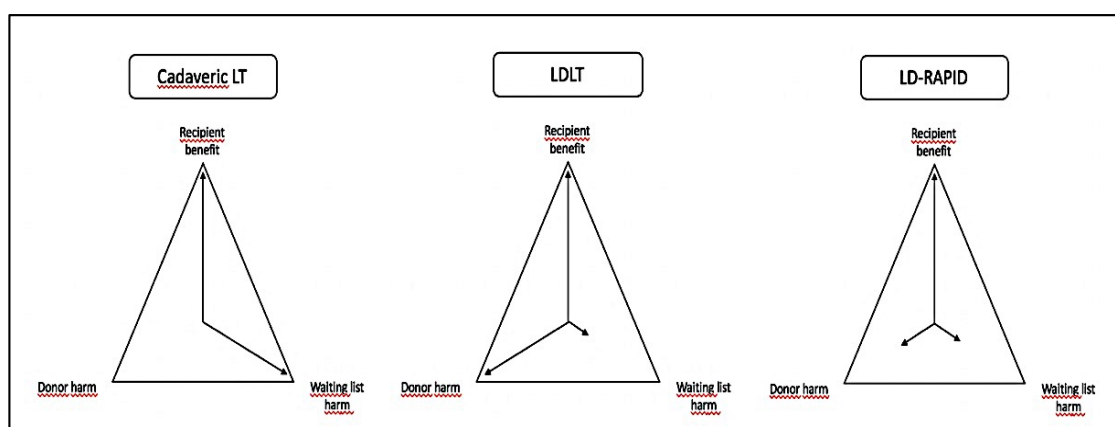 Cadaveric LT
Recipient
benefit
Donor harm
Waiting list
harm
LDLT
Recipient
benefit
Donor harm
Waiting list
harm
LD-RAPID
Recipient
benefit
Donor harm
Waiting list
harm